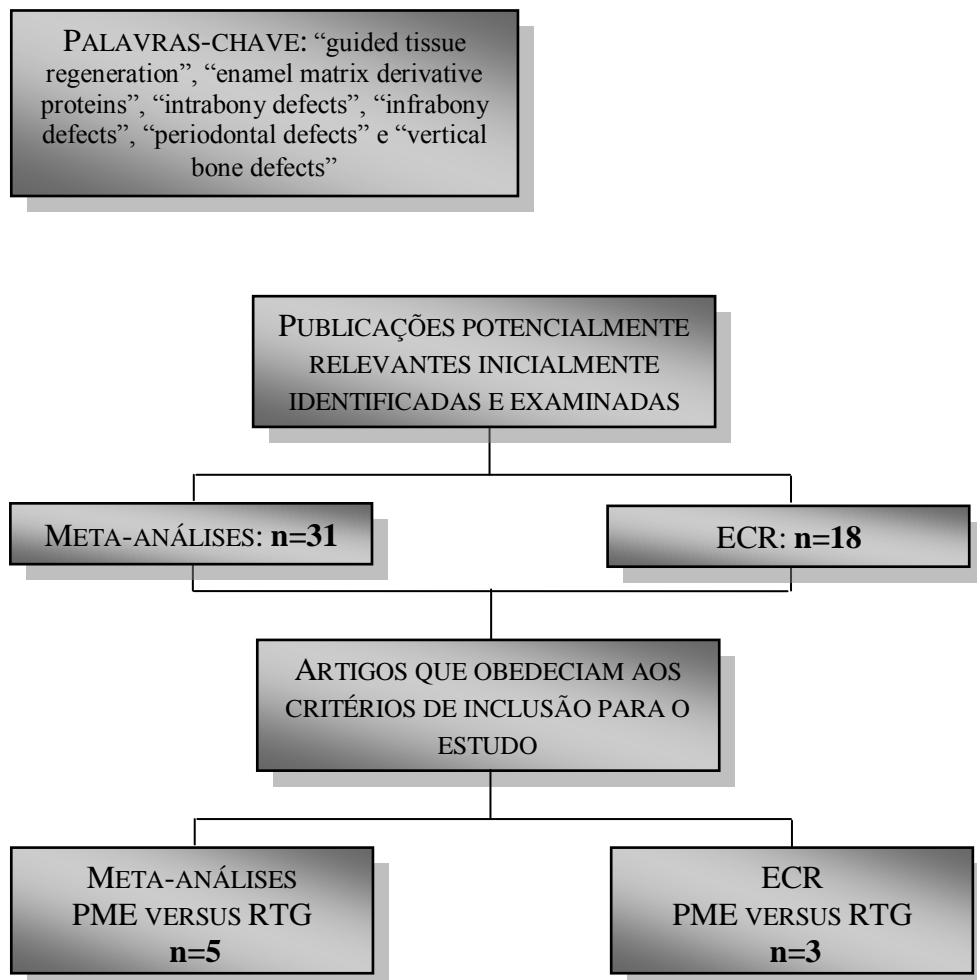 PALAVRAS-CHAVE: “guided tissue
regeneration”, “enamel matrix derivative
proteins”, “intrabony defects”, “infrabony
defects”, “periodontal defects” e “vertical
bone defects”
PUBLICAÇÕES POTENCIALMENTE
RELEVANTES INICIALMENTE
IDENTIFICADAS E EXAMINADAS
META-ANÁLISES: n=31
ECR: n=18
ARTIGOS QUE OBEDECIAM AOS
CRITÉRIOS DE INCLUSÃO PARA O
ESTUDO
META-ANÁLISES
PME VERSUS RTG
n=5
ECR
PME VERSUS RTG
n=3